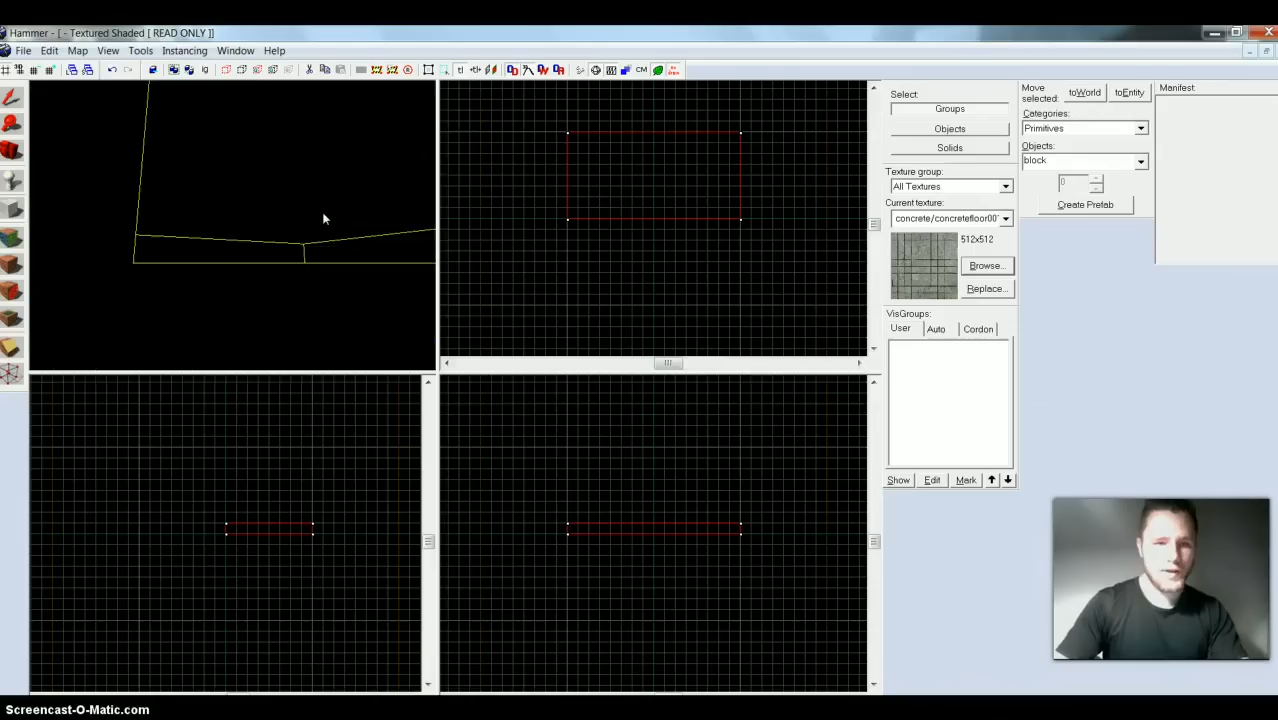 Hammer - [ - Textured Shaded [ READ ONLY ]]
File Edit Map View Tools Instancing Window Help
CM
Select:
Groups
Objects
Solids
Texture group:
All Textures
Current texture:
concrete/concretefloor00
512x512
Browse...
Replace...
VisGroups:
User Auto Cordon
Show Edit Mark
Move selected:
toWorld toEntity
Categories:
Primitives
Objects:
block
0
Create Prefab
Manifest
Screencast-O-Matic.com